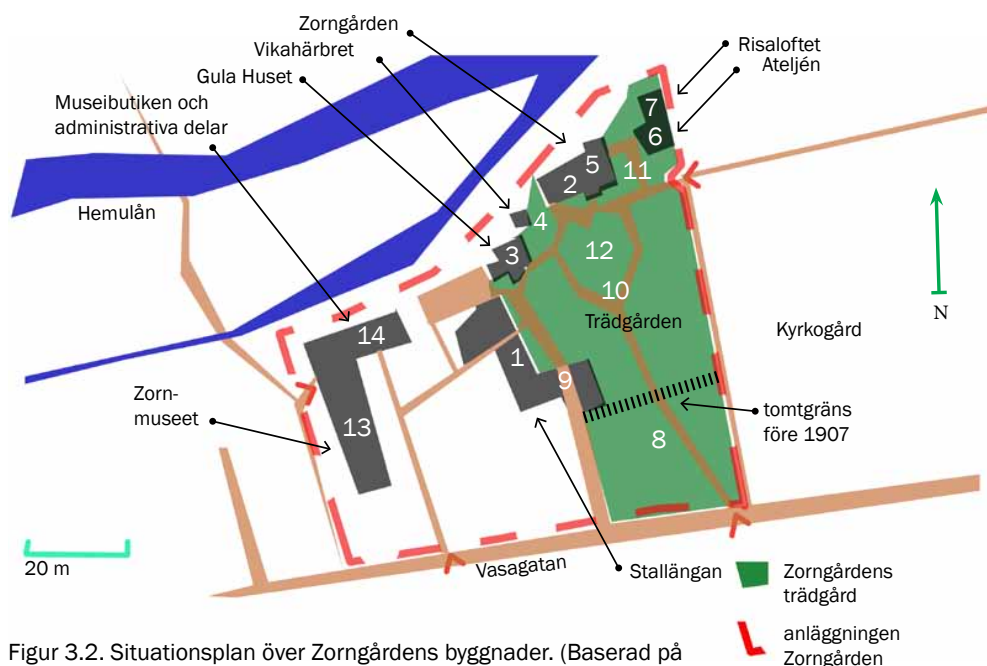 Zorngården
Vikahärbret
Gula Huset
Museibutiken och
administrativa delar
Risaloftet
Ateljén
7
6
5
11
2
4
Hemulån
3
12
10
Trädgården
N
Kyrkogård
14
1
9
Zorn-
museet
13
8
tomtgräns
före 1907
20 m
Vasagatan
Stallängan
Zorngårdens
trädgård
anläggningen
Zorngården
Figur 3.2. Situationsplan över Zorngårdens byggnader. (Baserad på